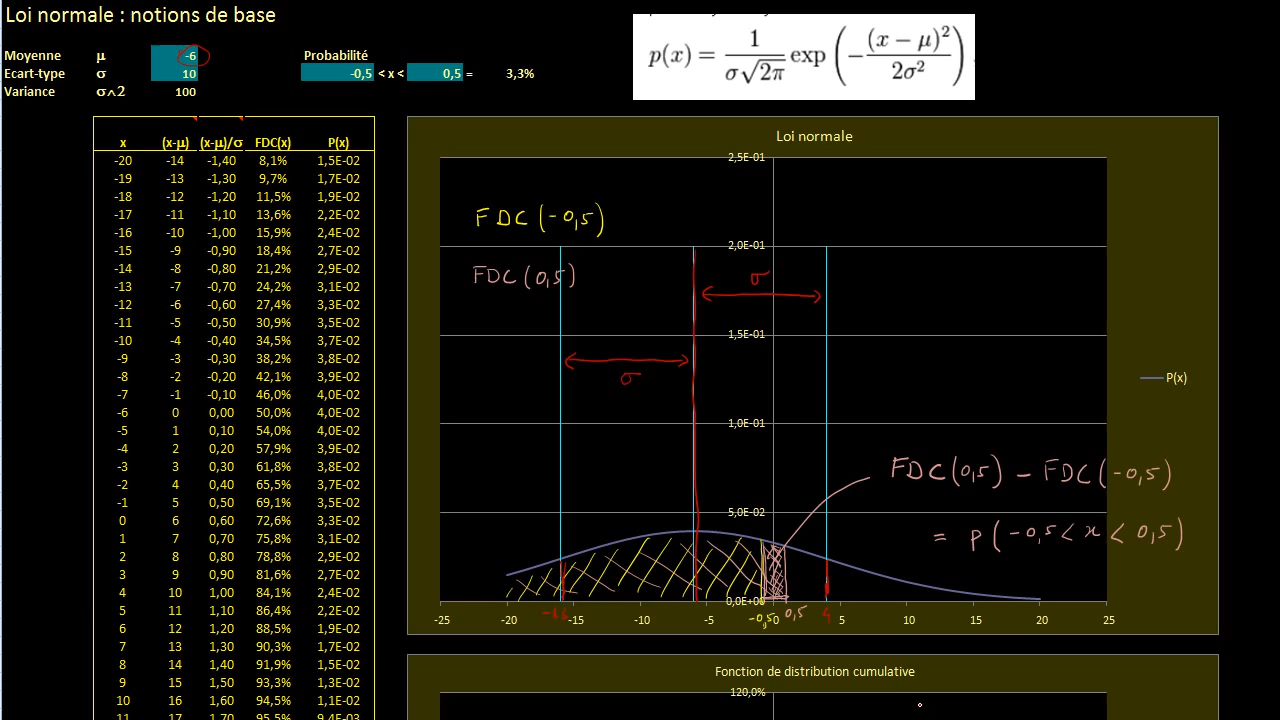 Loi normale : notions de base
Moyenne μ -6 Probabilité
Ecart-type σ 10 -0,5 < x < 0,5 = 3,3%
Variance σ^2 100
p(x) = 1/(σ√2π) exp(−(x − μ)²/2σ²)
x (x-μ) (x-μ)/σ FDC(x) P(x)
-20 -14 -1,40 8,1% 1,5E-02
-19 -13 -1,30 9,7% 1,7E-02
-18 -12 -1,20 11,5% 1,9E-02
-17 -11 -1,10 13,6% 2,2E-02
-16 -10 -1,00 15,9% 2,4E-02
-15 -9 -0,90 18,4% 2,7E-02
-14 -8 -0,80 21,2% 2,9E-02
-13 -7 -0,70 24,2% 3,1E-02
-12 -6 -0,60 27,4% 3,3E-02
-11 -5 -0,50 30,9% 3,5E-02
-10 -4 -0,40 34,5% 3,7E-02
-9 -3 -0,30 38,2% 3,8E-02
-8 -2 -0,20 42,1% 3,9E-02
-7 -1 -0,10 46,0% 4,0E-02
-6 0 0,00 50,0% 4,0E-02
-5 1 0,10 54,0% 4,0E-02
-4 2 0,20 57,9% 3,9E-02
-3 3 0,30 61,8% 3,8E-02
-2 4 0,40 65,5% 3,7E-02
-1 5 0,50 69,1% 3,5E-02
0 6 0,60 72,6% 3,3E-02
1 7 0,70 75,8% 3,1E-02
2 8 0,80 78,8% 2,9E-02
3 9 0,90 81,6% 2,7E-02
4 10 1,00 84,1% 2,4E-02
5 11 1,10 86,4% 2,2E-02
6 12 1,20 88,5% 1,9E-02
7 13 1,30 90,3% 1,7E-02
8 14 1,40 91,9% 1,5E-02
9 15 1,50 93,3% 1,3E-02
10 16 1,60 94,5% 1,1E-02
11 17 1,70 95,5% 9,4E-03
Loi normale
2,5E-01
FDC(-0,5)
2,0E-01
FDC(0,5)
σ
1,5E-01
σ
P(x)
1,0E-01
FDC(0,5) - FDC(-0,5)
5,0E-02
= P(-0,5 < x < 0,5)
0,0E+00
-16 -0,5 0,5 4
-25 -20 -15 -10 -5 0 5 10 15 20 25
Fonction de distribution cumulative
120,0%